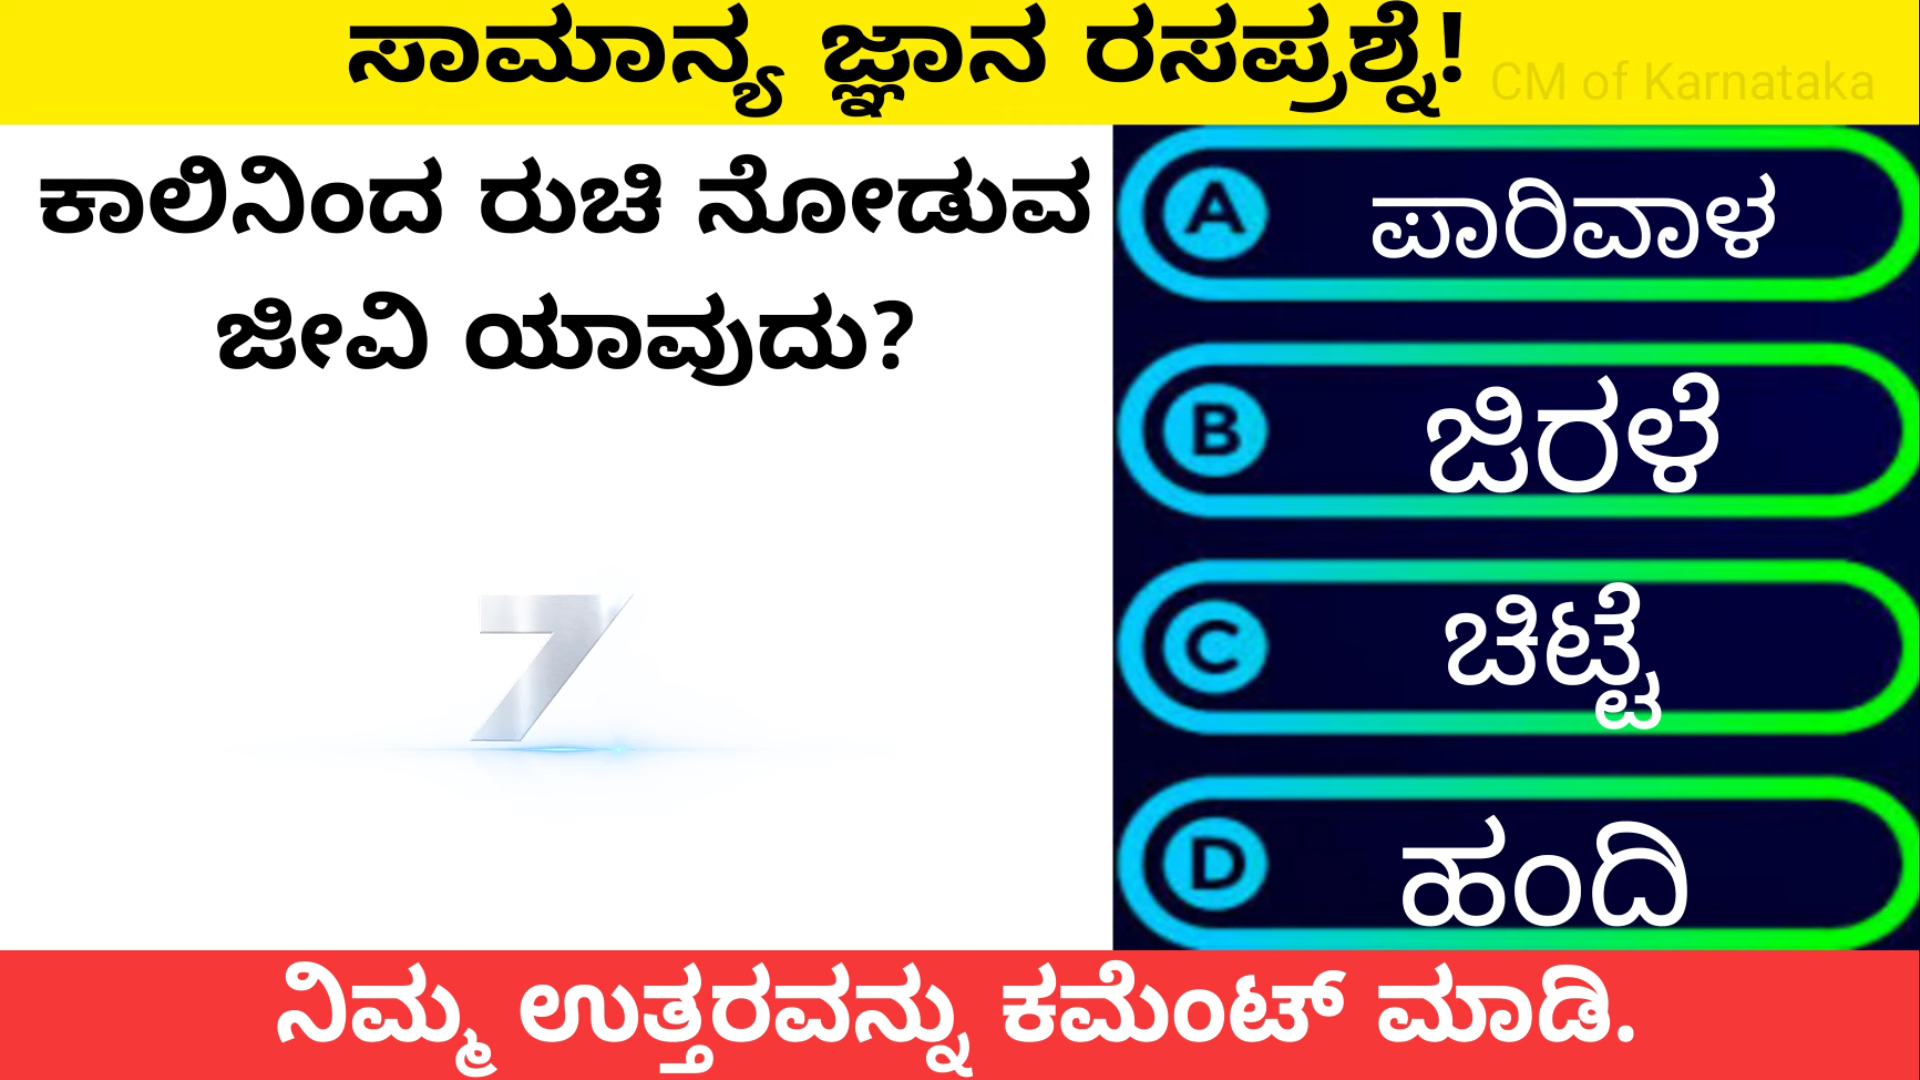 ಸಾಮಾನ್ಯ ಜ್ಞಾನ ರಸಪ್ರಶ್ನೆ!
CM of Karnataka
ಕಾಲಿನಿಂದ ರುಚಿ ನೋಡುವ
ಜೀವಿ ಯಾವುದು?
7
A ಪಾರಿವಾಳ
B ಜಿರಳೆ
C ಚಿಟ್ಟೆ
D ಹಂದಿ
ನಿಮ್ಮ ಉತ್ತರವನ್ನು ಕಮೆಂಟ್ ಮಾಡಿ.